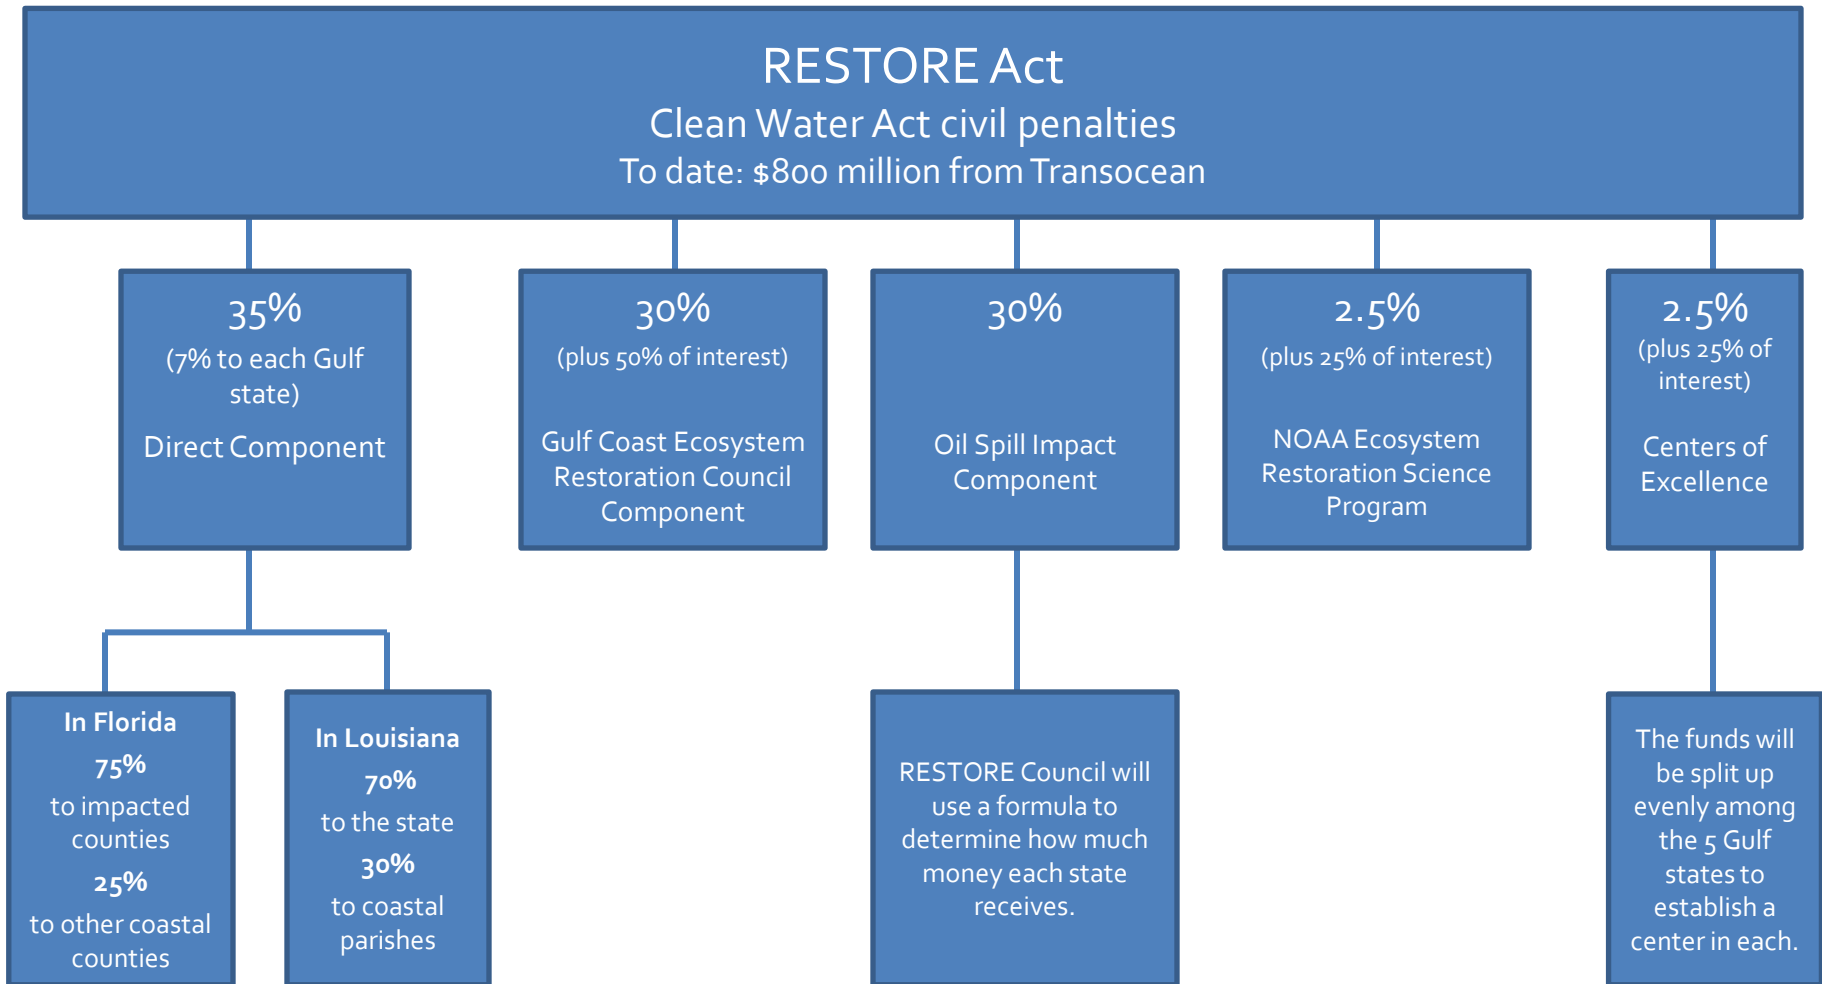 RESTORE Act
Clean Water Act civil penalties
To date: $800 million from Transocean
35%
(7% to each Gulf
state)
Direct Component
30%
(plus 50% of interest)
Gulf Coast Ecosystem
Restoration Council
Component
30%
Oil Spill Impact
Component
2.5%
(plus 25% of interest)
NOAA Ecosystem
Restoration Science
Program
2.5%
(plus 25% of
interest)
Centers of
Excellence
In Florida
75%
to impacted
counties
25%
to other coastal
counties
In Louisiana
70%
to the state
30%
to coastal
parishes
RESTORE Council will
use a formula to
determine how much
money each state
receives.
The funds will
be split up
evenly among
the 5 Gulf
states to
establish a
center in each.